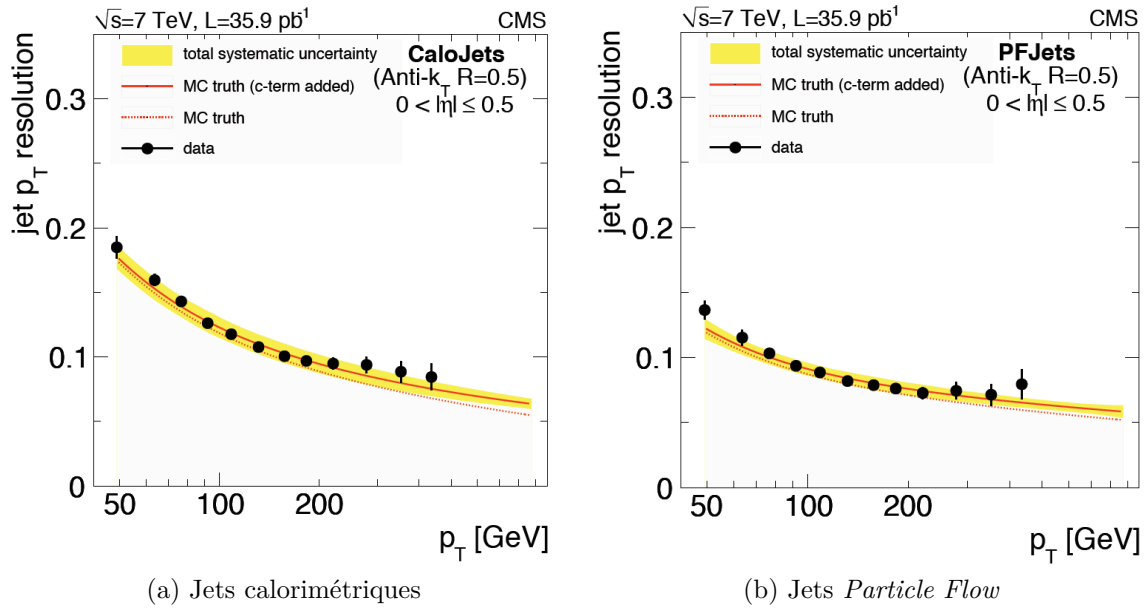 √s=7 TeV, L=35.9 pb⁻¹ CMS
total systematic uncertainty
MC truth (c-term added)
MC truth
data
CaloJets
(Anti-k_T R=0.5)
0 < |η| ≤ 0.5
jet p_T resolution
0.3
0.2
0.1
0
50 100 200
p_T [GeV]
(a) Jets calorimétriques
√s=7 TeV, L=35.9 pb⁻¹ CMS
total systematic uncertainty
MC truth (c-term added)
MC truth
data
PFJets
(Anti-k_T R=0.5)
0 < |η| ≤ 0.5
jet p_T resolution
0.3
0.2
0.1
0
50 100 200
p_T [GeV]
(b) Jets Particle Flow